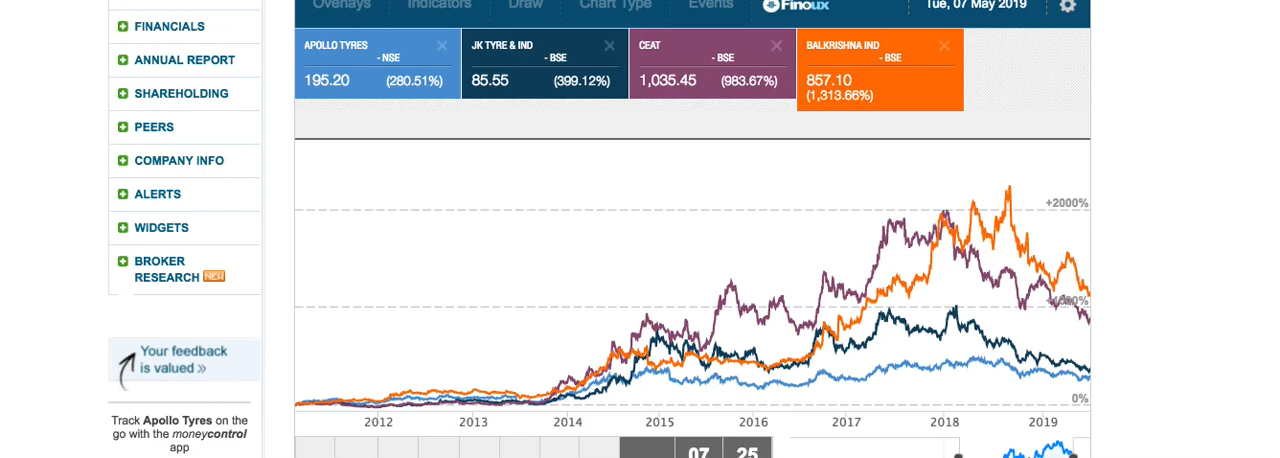 Overlays Indicators Draw Chart Type Events Finoux Tue, 07 May 2019
FINANCIALS
ANNUAL REPORT
SHAREHOLDING
PEERS
COMPANY INFO
ALERTS
WIDGETS
BROKER
RESEARCH NEW
Your feedback
is valued »
Track Apollo Tyres on the
go with the moneycontrol
app
APOLLO TYRES
- NSE
195.20 (280.51%)
JK TYRE & IND
- BSE
85.55 (399.12%)
CEAT
- BSE
1,035.45 (983.67%)
BALKRISHNA IND
- BSE
857.10
(1,313.66%)
+2000%
+1000%
0%
2012 2013 2014 2015 2016 2017 2018 2019
07 25